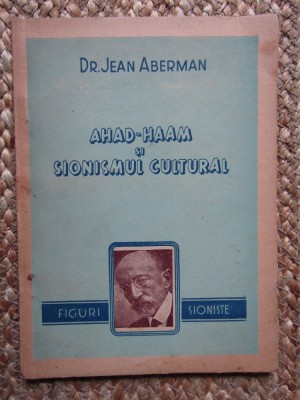 DR. JEAN ABERMAN
AHAD-HAAM
ȘI
SIONISMUL CULTURAL
FIGURI SIONISTE